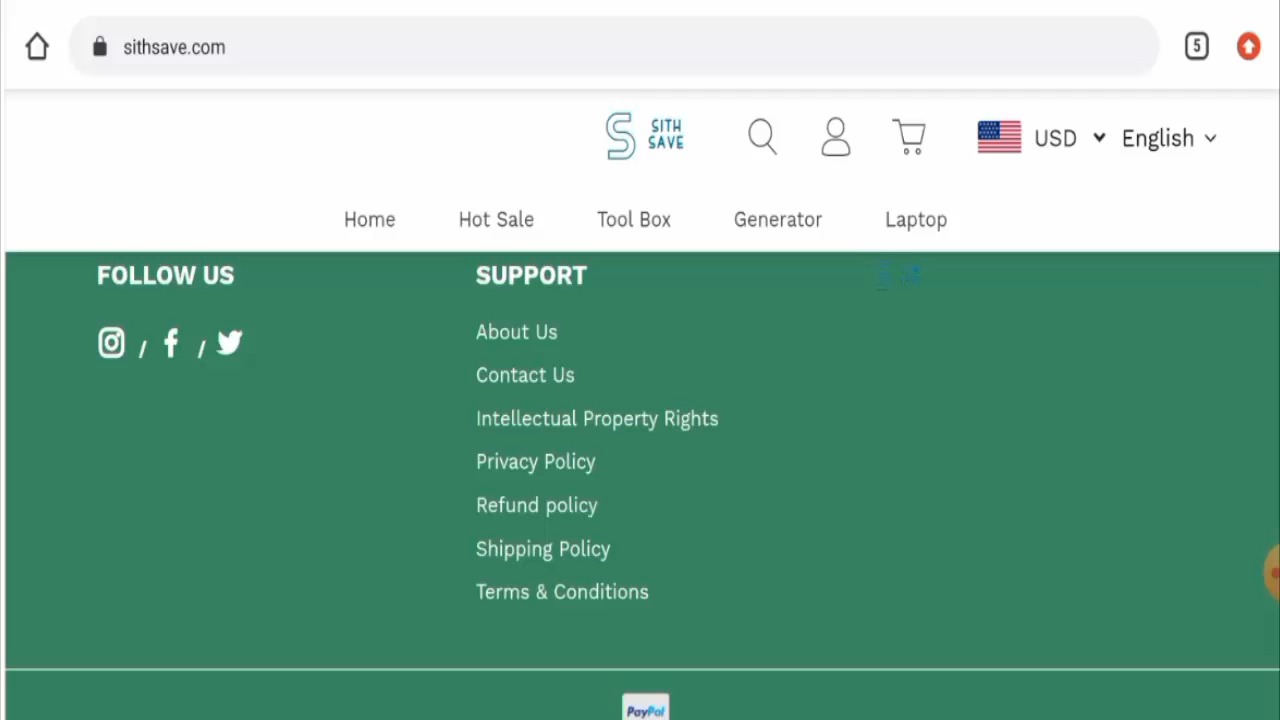 sithsave.com
5
SITH
SAVE
USD
English
Home
Hot Sale
Tool Box
Generator
Laptop
FOLLOW US
/
/
SUPPORT
About Us
Contact Us
Intellectual Property Rights
Privacy Policy
Refund policy
Shipping Policy
Terms & Conditions
PayPal